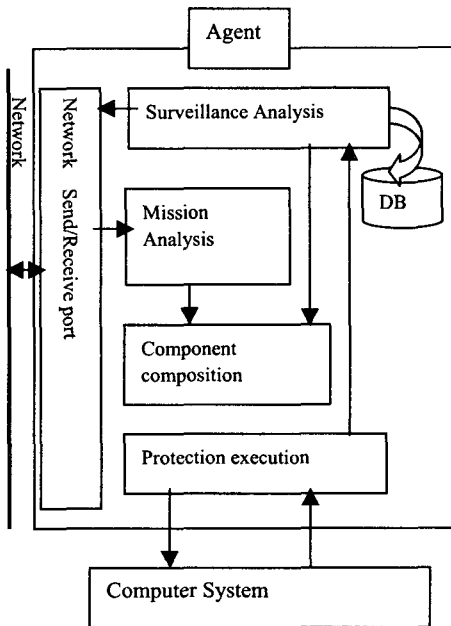 Agent
Network
Network Send/Receive port
Surveillance Analysis
DB
Mission
Analysis
Component
composition
Protection execution
Computer System